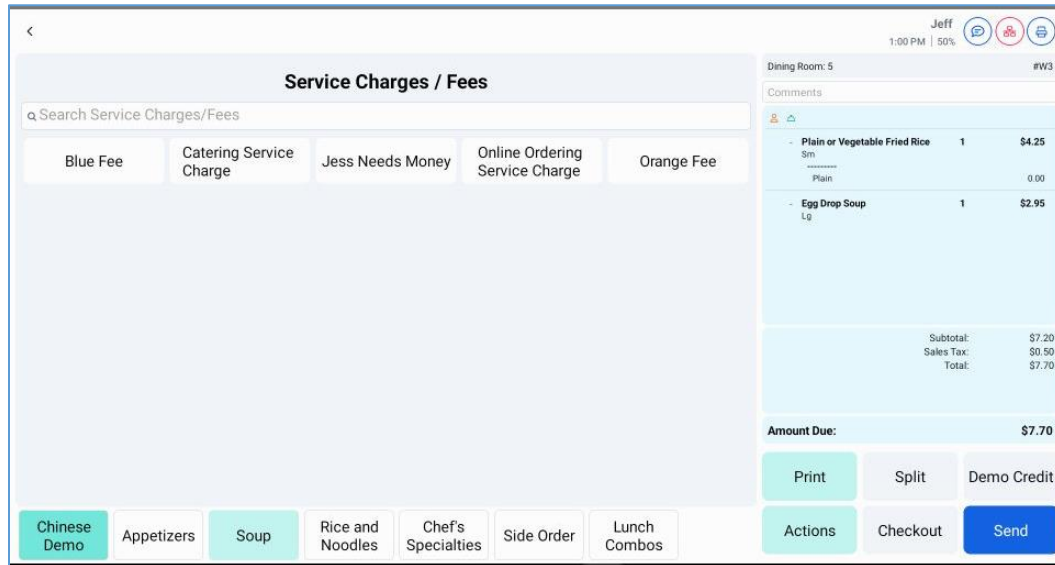 Jeff
1:00 PM | 50%
Service Charges / Fees
Search Service Charges/Fees
Blue Fee
Catering Service
Charge
Jess Needs Money
Online Ordering
Service Charge
Orange Fee
Dining Room: 5 #W3
Comments
- Plain or Vegetable Fried Rice 1 $4.25
Sm
---------
Plain 0.00
- Egg Drop Soup 1 $2.95
Lg
Subtotal: $7.20
Sales Tax: $0.50
Total: $7.70
Amount Due: $7.70
Print
Split
Demo Credit
Actions
Checkout
Send
Chinese
Demo
Appetizers
Soup
Rice and
Noodles
Chef's
Specialties
Side Order
Lunch
Combos